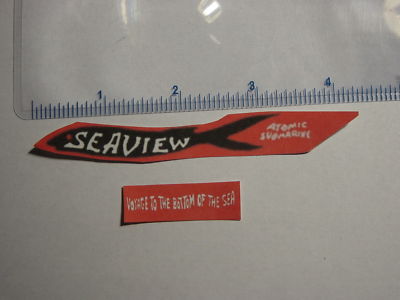 1 2 3 4
SEAVIEW
ATOMIC
SUBMARINE
VOYAGE TO THE BOTTOM OF THE SEA